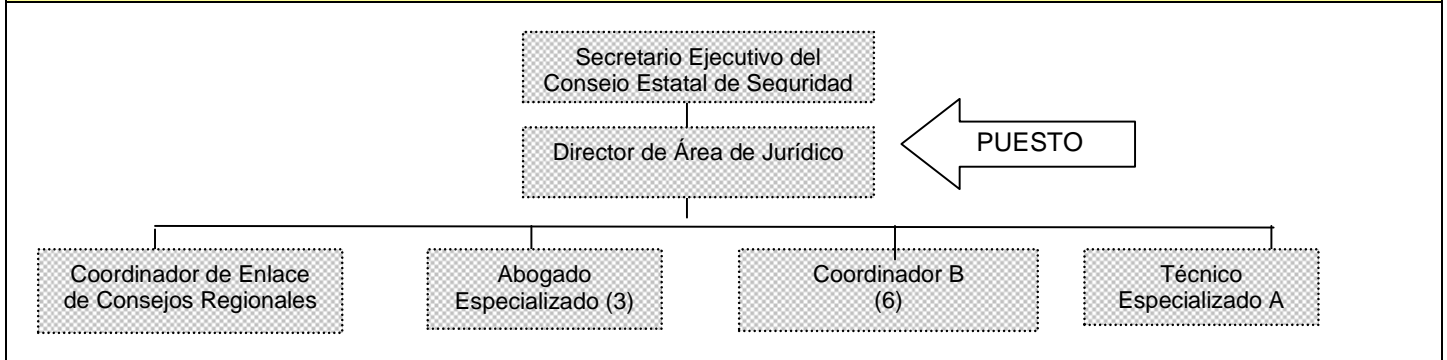 Secretario Ejecutivo del
Consejo Estatal de Seguridad
Director de Área de Jurídico
PUESTO
Coordinador de Enlace
de Consejos Regionales
Abogado
Especializado (3)
Coordinador B
(6)
Técnico
Especializado A